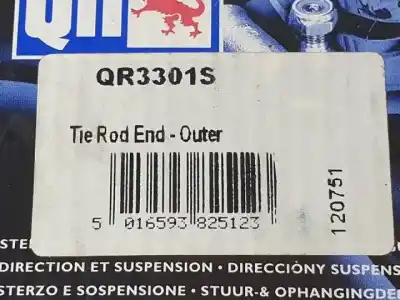 QH
QR3301S
Tie Rod End - Outer
5 016593 825123
120751
DIRECTION ET SUSPENSION • DIRECCIÓNY SUSPENS
STERZO E SOSPENSIONE • STUUR-& OPHANGINGDE